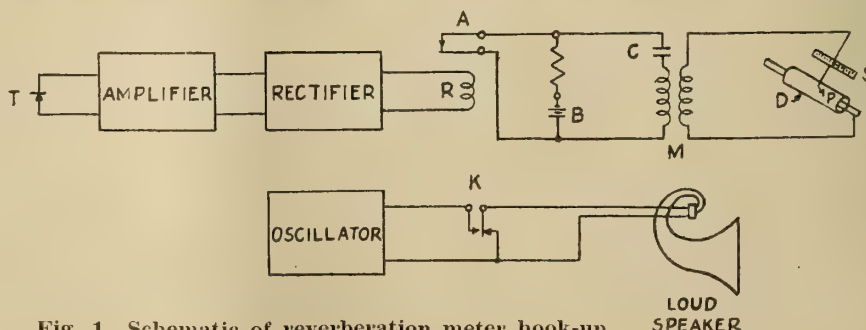 A
C
S
T
AMPLIFIER
RECTIFIER
R
B
D
P
M
K
OSCILLATOR
LOUD
SPEAKER
Fig. 1. Schematic of reverberation meter hook-up.